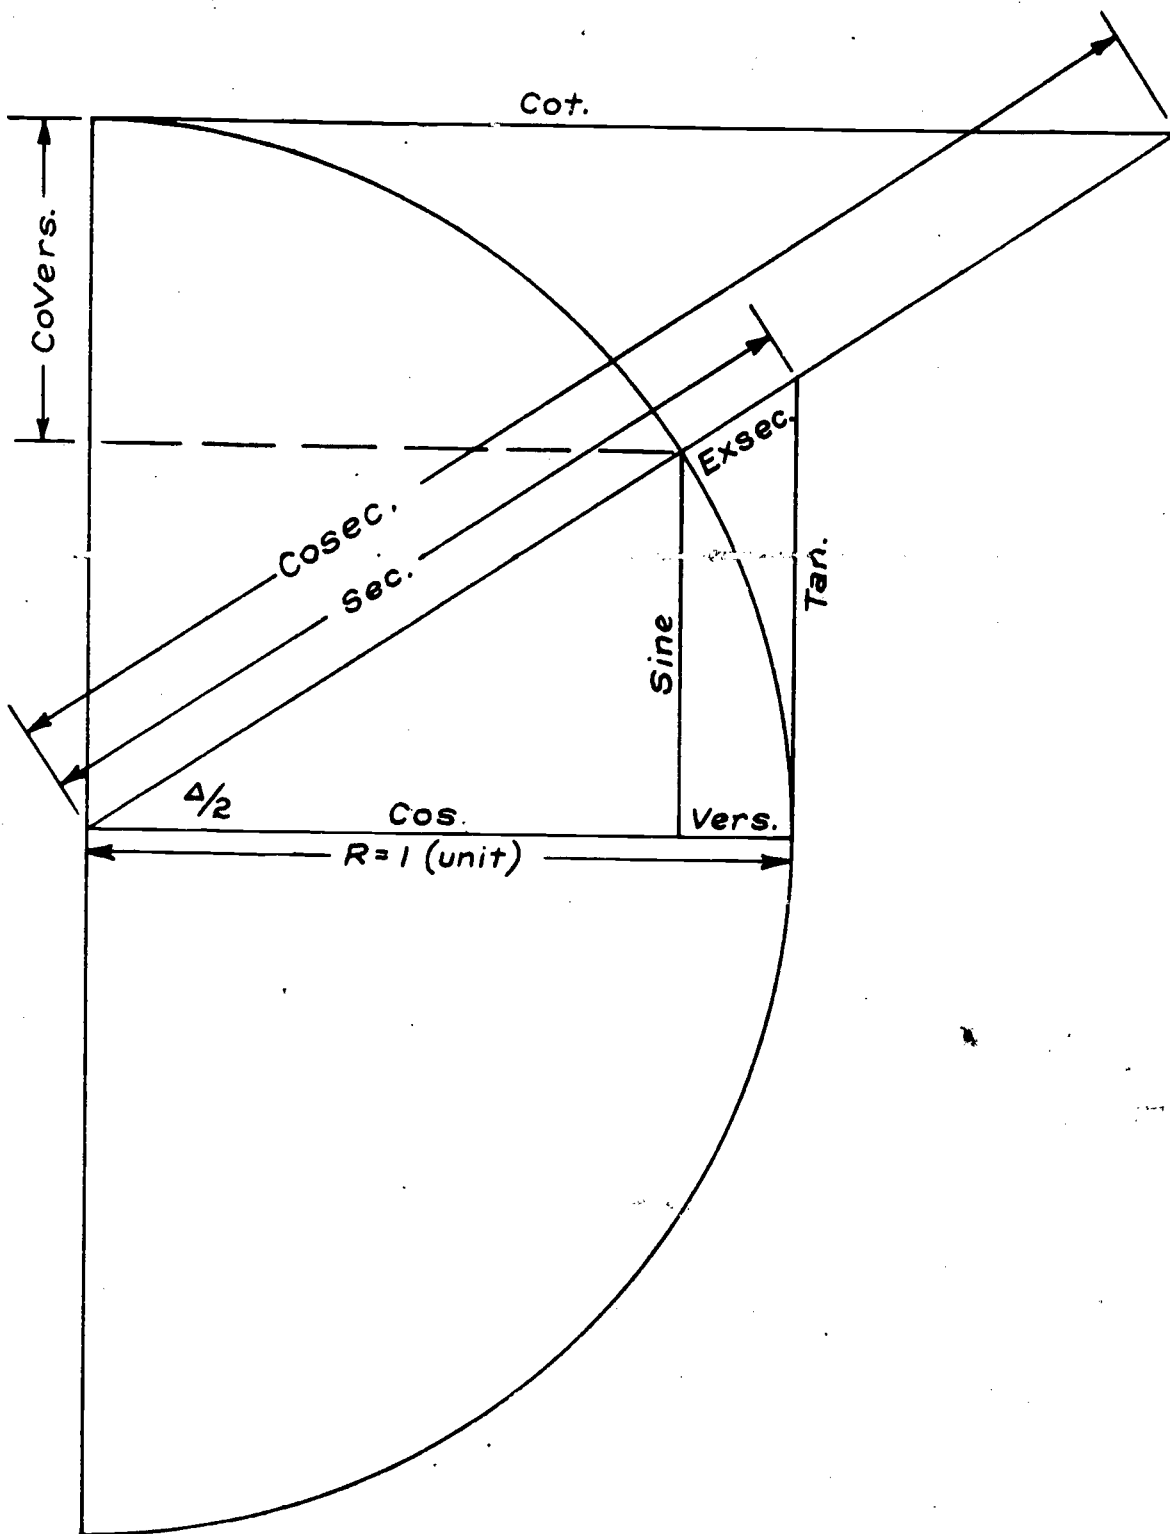 Cot.
CoVers.
Exsec.
Cosec.
Sec.
Tan.
Sine
Δ/2
Cos.
Vers.
R=1 (unit)